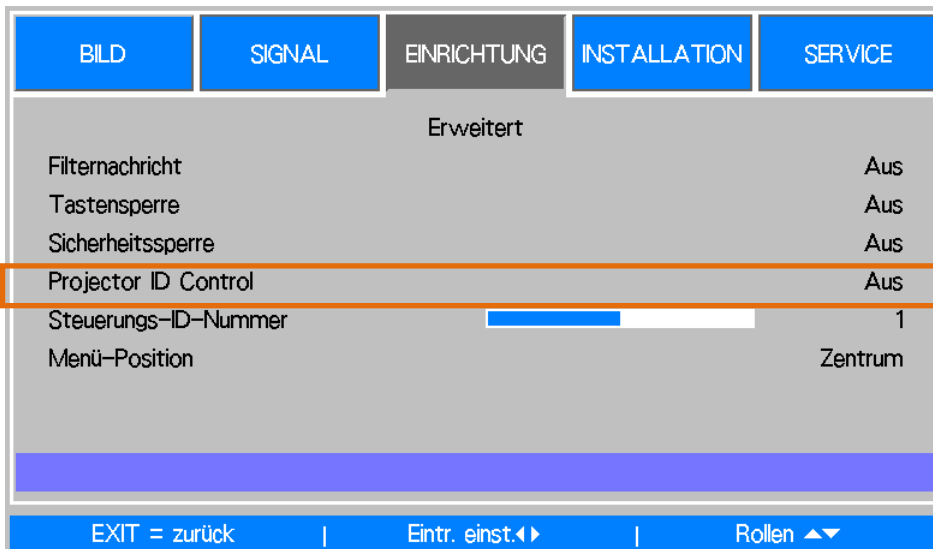 BILD SIGNAL EINRICHTUNG INSTALLATION SERVICE
Erweitert
Filternachricht Aus
Tastensperre Aus
Sicherheitssperre Aus
Projector ID Control Aus
Steuerungs-ID-Nummer 1
Menü-Position Zentrum
EXIT = zurück | Eintr. einst.◀▶ | Rollen ▲▼